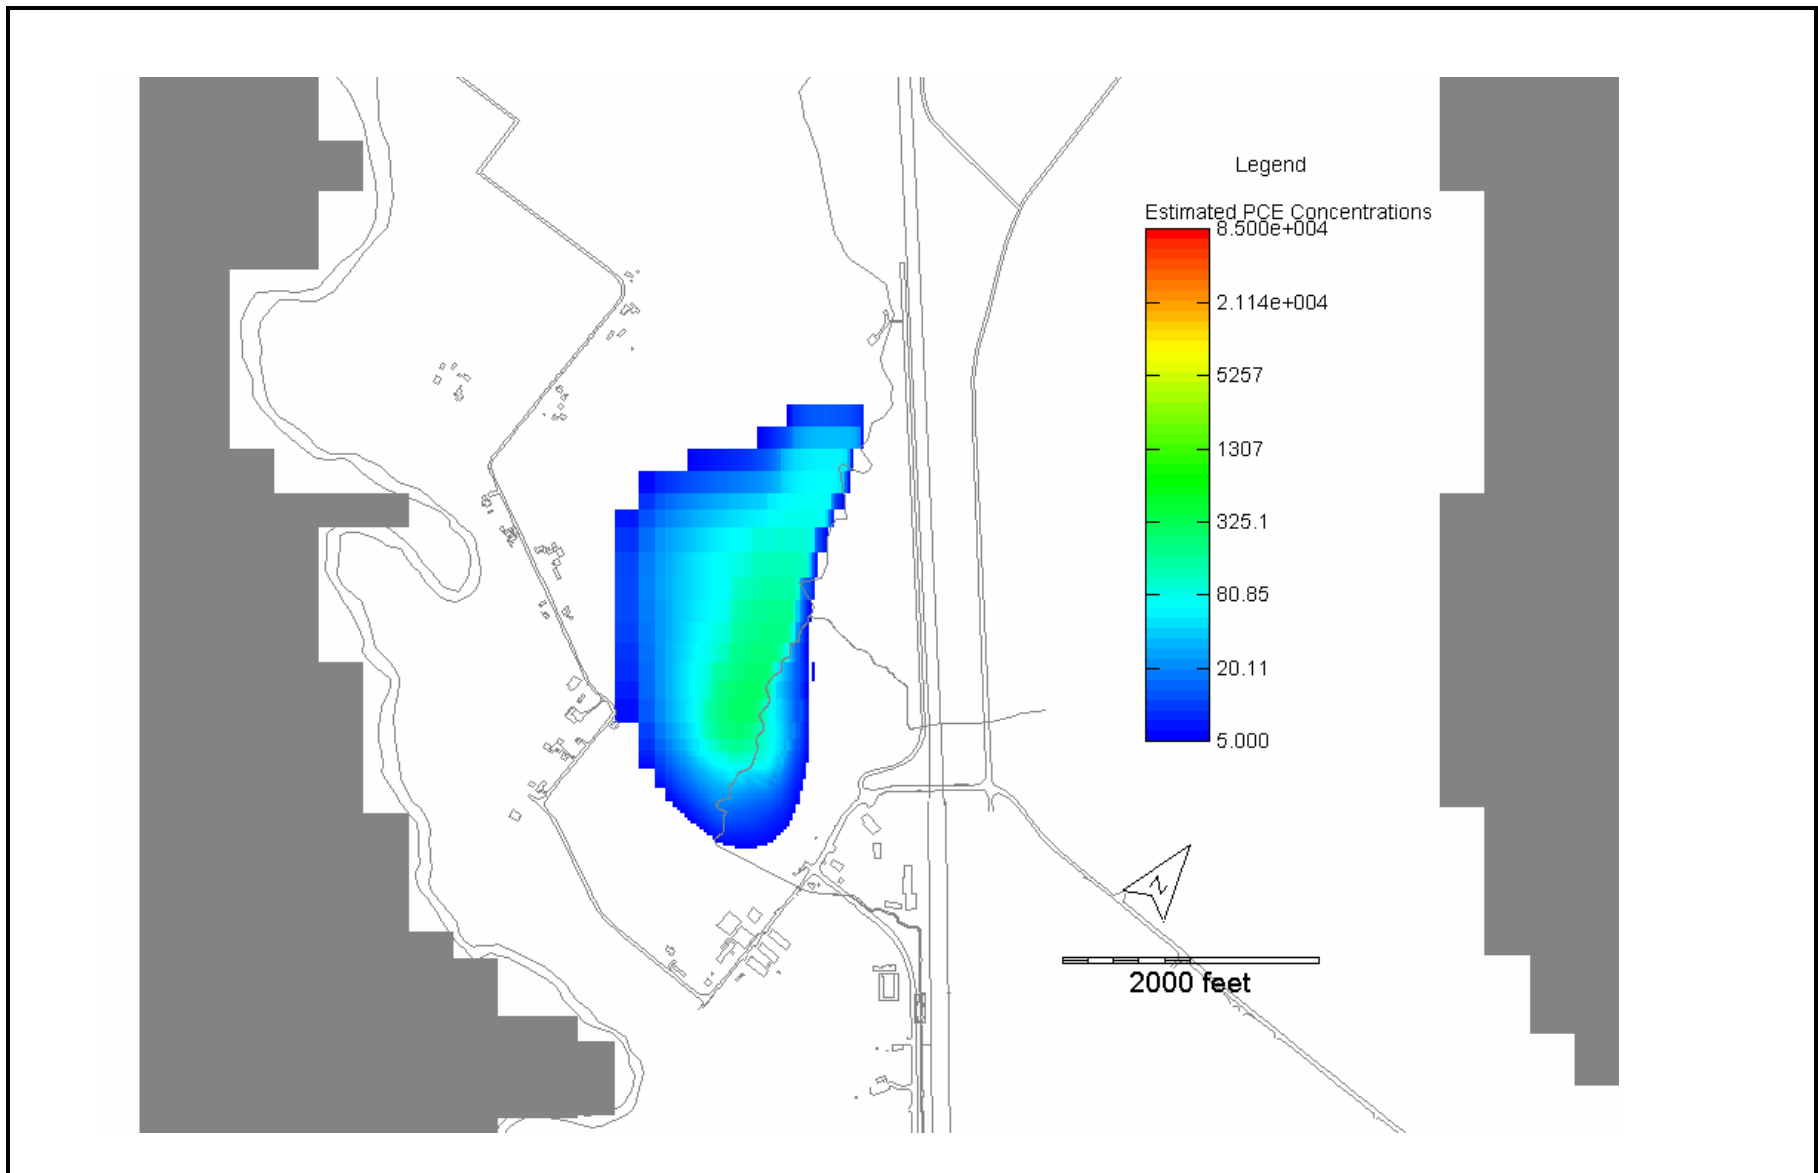 Legend
Estimated PCE Concentrations
8.500e+004
2.114e+004
5257
1307
325.1
80.85
20.11
5.000
N
2000 feet